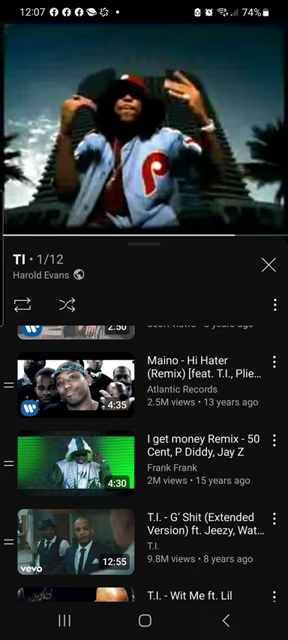 12:07
74%
P
TI • 1/12
Harold Evans
2:50
Maino - Hi Hater
(Remix) [feat. T.I., Plie...
Atlantic Records
2.5M views • 13 years ago
4:35
I get money Remix - 50
Cent, P Diddy, Jay Z
Frank Frank
2M views • 15 years ago
4:30
T.I. - G' Shit (Extended
Version) ft. Jeezy, Wat...
T.I.
9.8M views • 8 years ago
vevo
12:55
T.I. - Wit Me ft. Lil